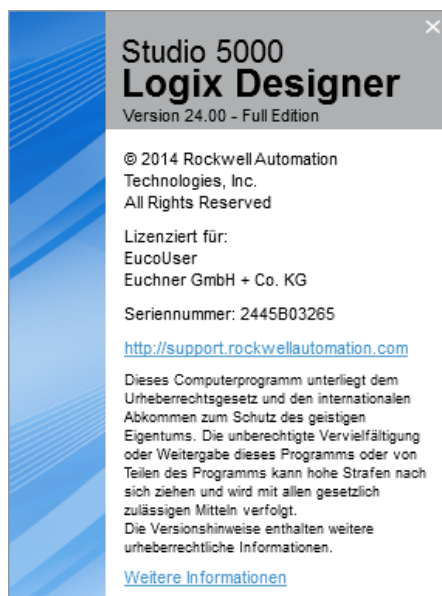 Studio 5000
Logix Designer
Version 24.00 - Full Edition
© 2014 Rockwell Automation
Technologies, Inc.
All Rights Reserved
Lizenziert für:
EucoUser
Euchner GmbH + Co. KG
Seriennummer: 2445B03265
http://support.rockwellautomation.com
Dieses Computerprogramm unterliegt dem
Urheberrechtsgesetz und den internationalen
Abkommen zum Schutz des geistigen
Eigentums. Die unberechtigte Vervielfältigung
oder Weitergabe dieses Programms oder von
Teilen des Programms kann hohe Strafen nach
sich ziehen und wird mit allen gesetzlich
zulässigen Mitteln verfolgt.
Die Versionshinweise enthalten weitere
urheberrechtliche Informationen.
Weitere Informationen